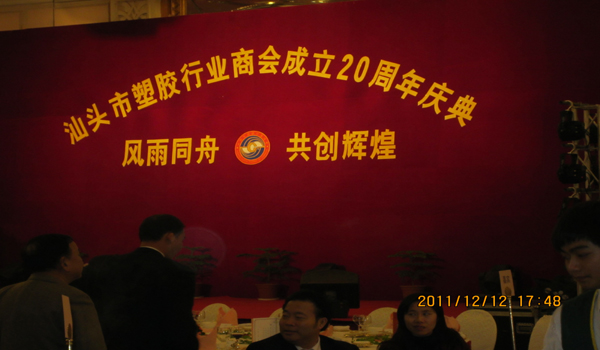 汕头市塑胶行业商会成立20周年庆典
风雨同舟 共创辉煌
2011/12/12 17:48